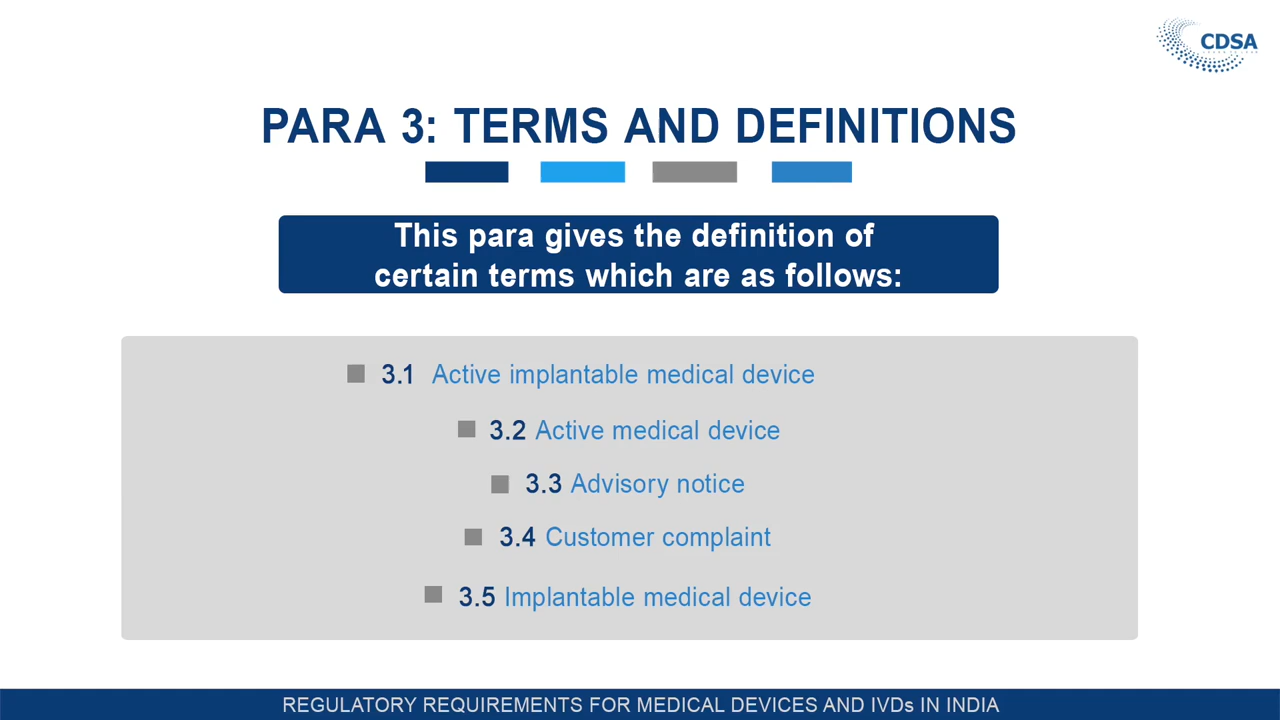 CDSA
PARA 3: TERMS AND DEFINITIONS
This para gives the definition of
certain terms which are as follows:
3.1 Active implantable medical device
3.2 Active medical device
3.3 Advisory notice
3.4 Customer complaint
3.5 Implantable medical device
REGULATORY REQUIREMENTS FOR MEDICAL DEVICES AND IVDs IN INDIA